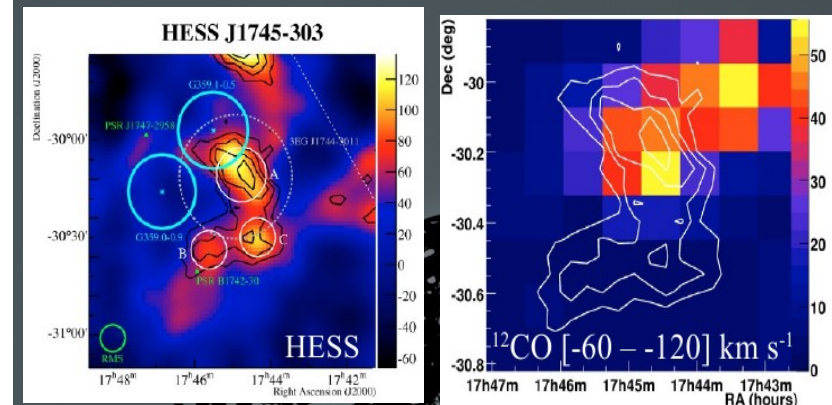 HESS J1745-303
Declination (J2000)
-30°00'
-30°30'
-31°00'
G359.1-0.5
PSR J1747-2958
3EG J1744-3011
A
G359.0-0.9
B
C
PSR B1742-30
RMS
HESS
120
100
80
60
40
20
0
-20
-40
-60
17ʰ48ᵐ 17ʰ46ᵐ 17ʰ44ᵐ 17ʰ42ᵐ
Right Ascension (J2000)
Dec (deg)
-30
-30.2
-30.4
-30.6
-30.8
¹²CO [-60 – -120] km s⁻¹
50
40
30
20
10
0
17h47m 17h46m 17h45m 17h44m 17h43m
RA (hours)